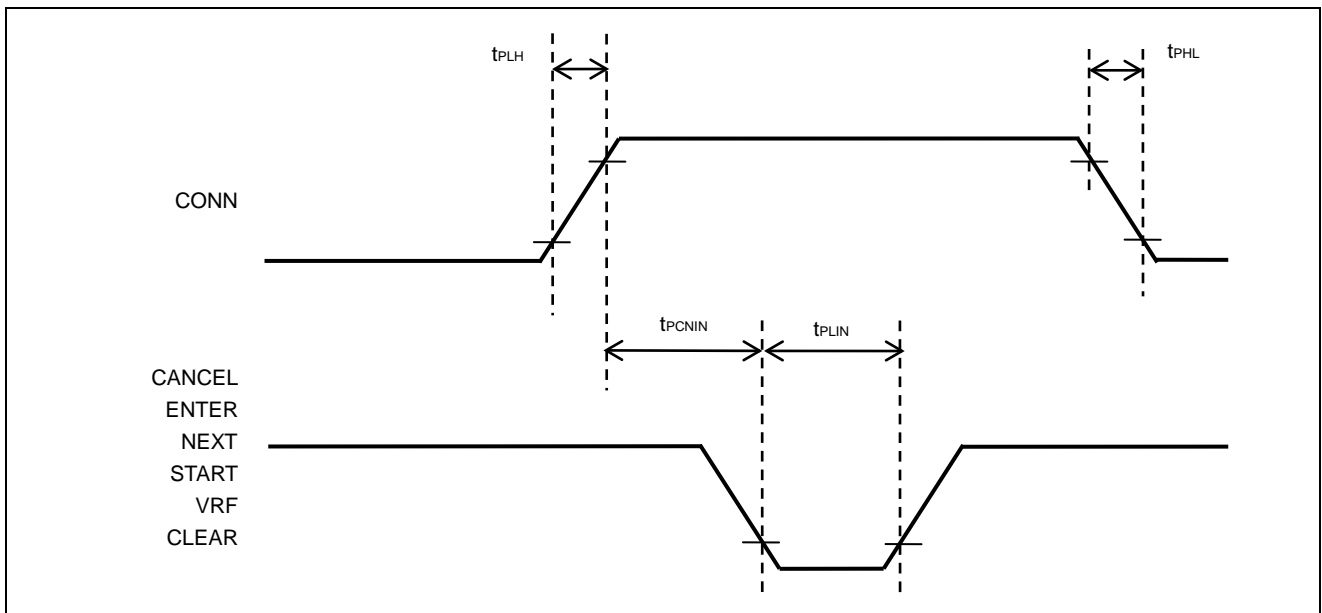 tPLH
tPHL
CONN
tPCNIN
tPLIN
CANCEL
ENTER
NEXT
START
VRF
CLEAR